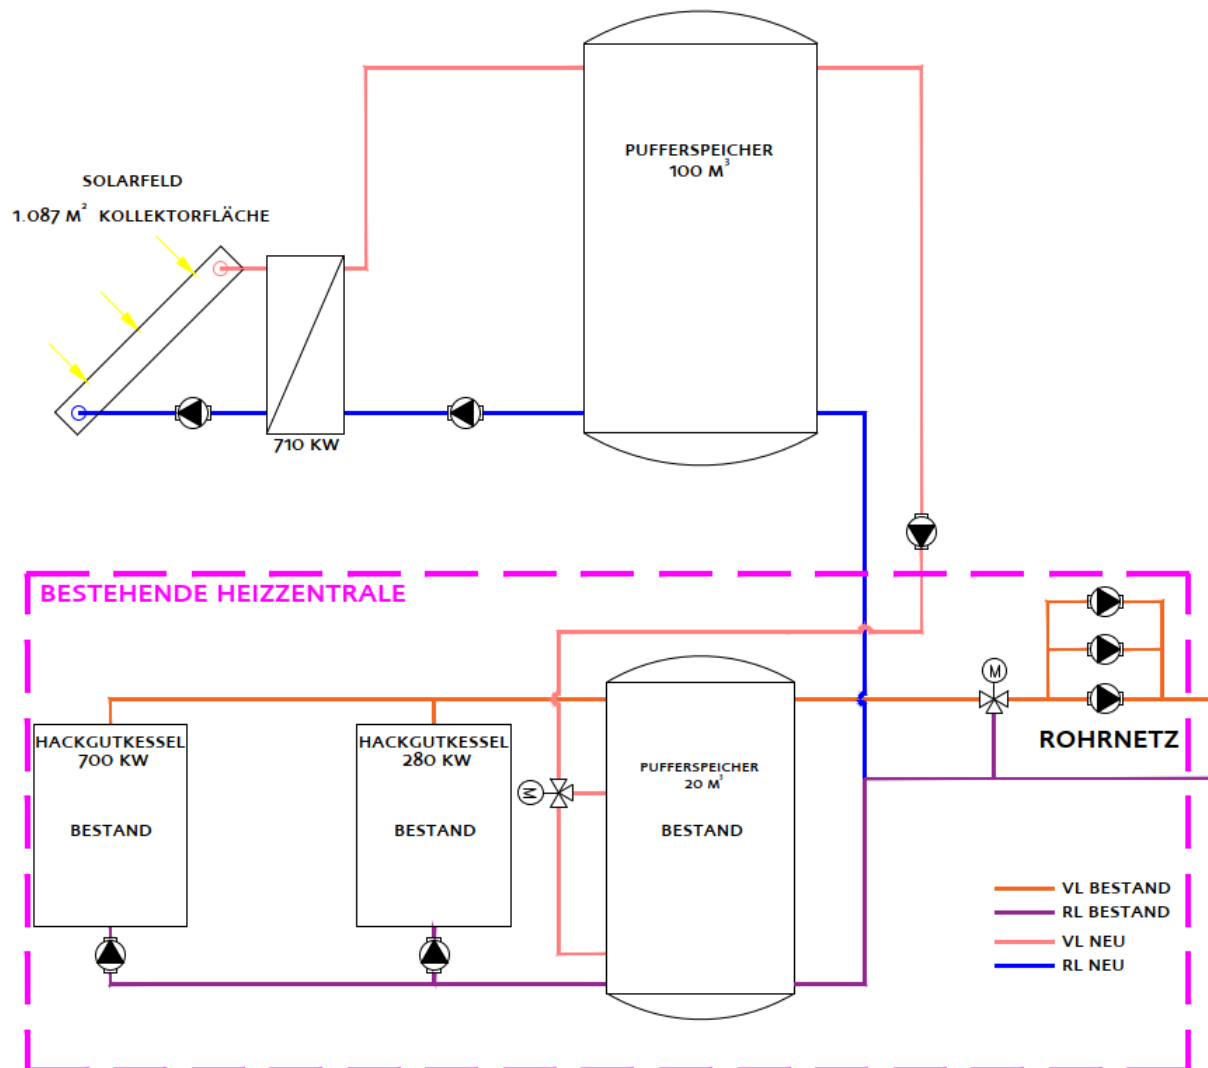 PUFFERSPEICHER
100 M³
SOLARFELD
1.087 M² KOLLEKTORFLÄCHE
710 KW
BESTEHENDE HEIZZENTRALE
M
HACKGUTKESSEL
700 KW
BESTAND
HACKGUTKESSEL
280 KW
BESTAND
M
PUFFERSPEICHER
20 M³
BESTAND
ROHRNETZ
VL BESTAND
RL BESTAND
VL NEU
RL NEU